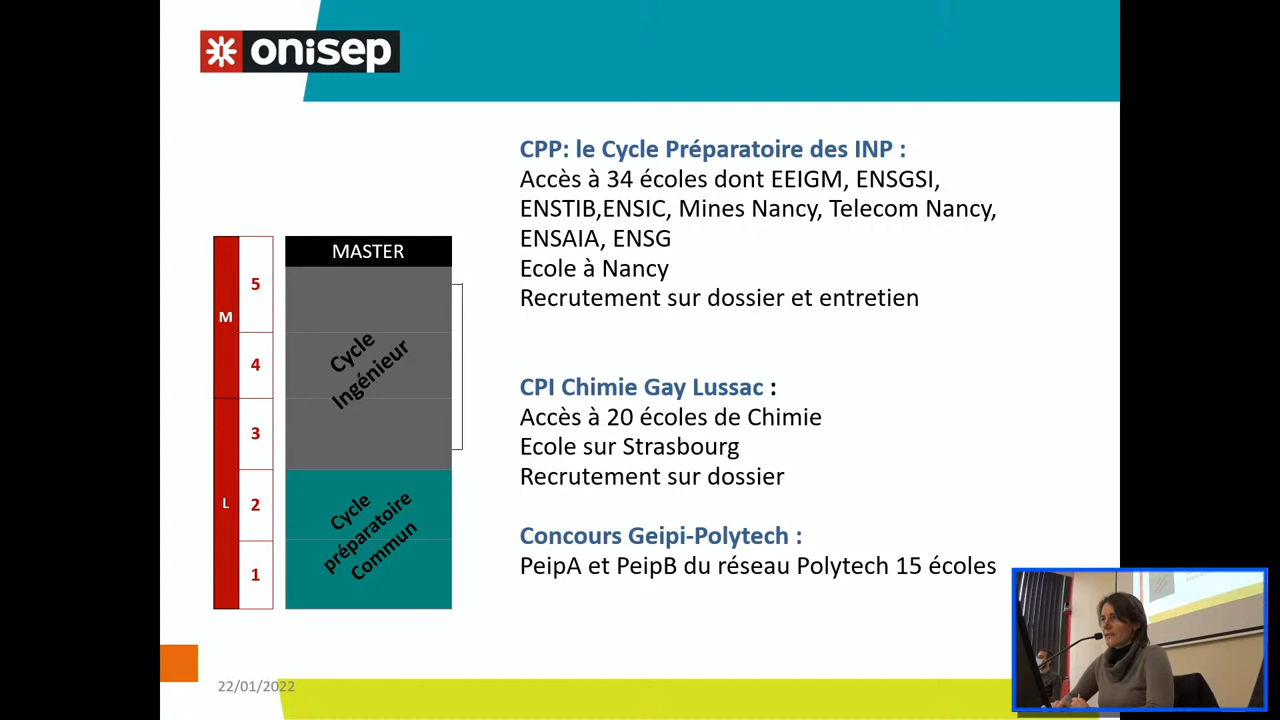 onisep
CPP: le Cycle Préparatoire des INP :
Accès à 34 écoles dont EEIGM, ENSGSI,
ENSTIB,ENSIC, Mines Nancy, Telecom Nancy,
ENSAIA, ENSG
Ecole à Nancy
Recrutement sur dossier et entretien
CPI Chimie Gay Lussac :
Accès à 20 écoles de Chimie
Ecole sur Strasbourg
Recrutement sur dossier
Concours Geipi-Polytech :
PeipA et PeipB du réseau Polytech 15 écoles
MASTER
M
5
4
3
L
2
1
Cycle
Ingénieur
Cycle
préparatoire
Commun
22/01/2022